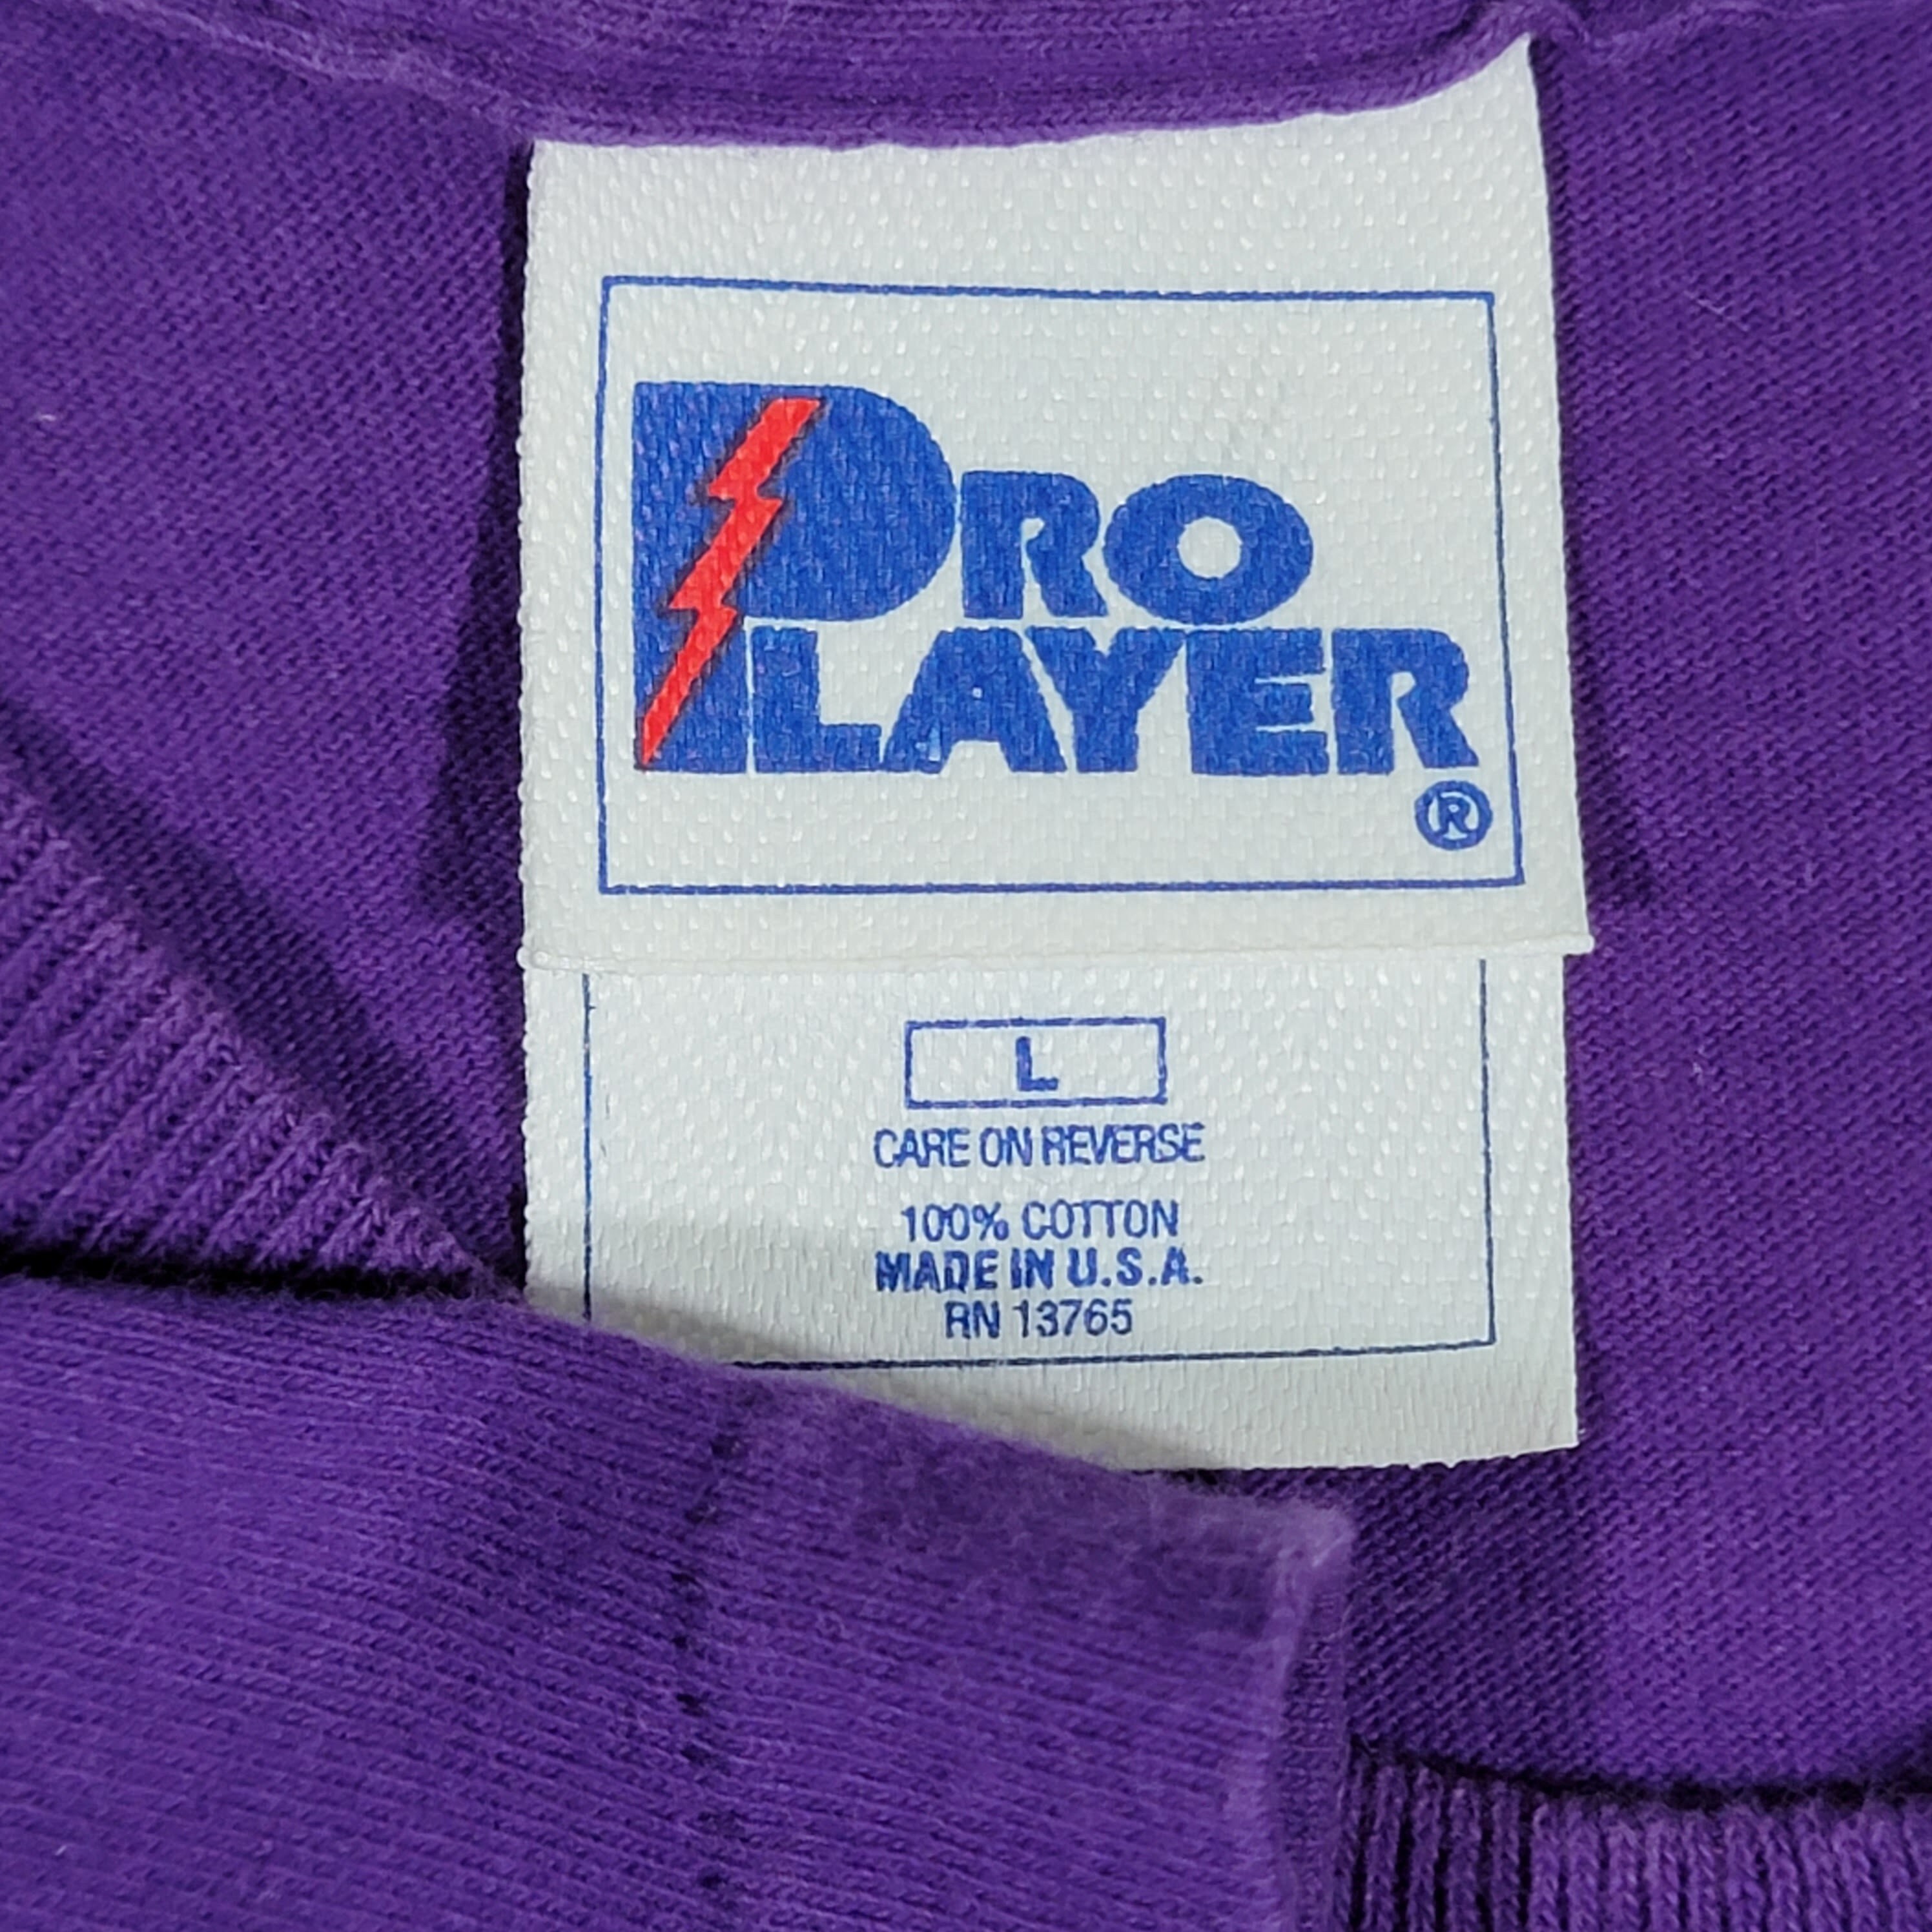 PRO
PLAYER
®
L
CARE ON REVERSE
100% COTTON
MADE IN U.S.A.
RN 13765